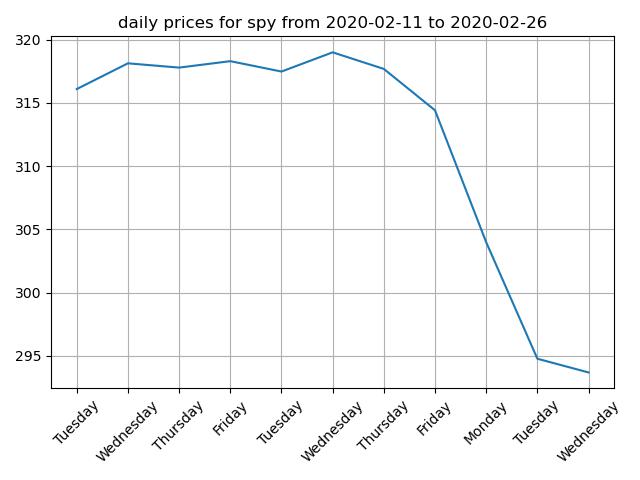 daily prices for spy from 2020-02-11 to 2020-02-26
320
315
310
305
300
295
Tuesday
Wednesday
Thursday
Friday
Tuesday
Wednesday
Thursday
Friday
Monday
Tuesday
Wednesday